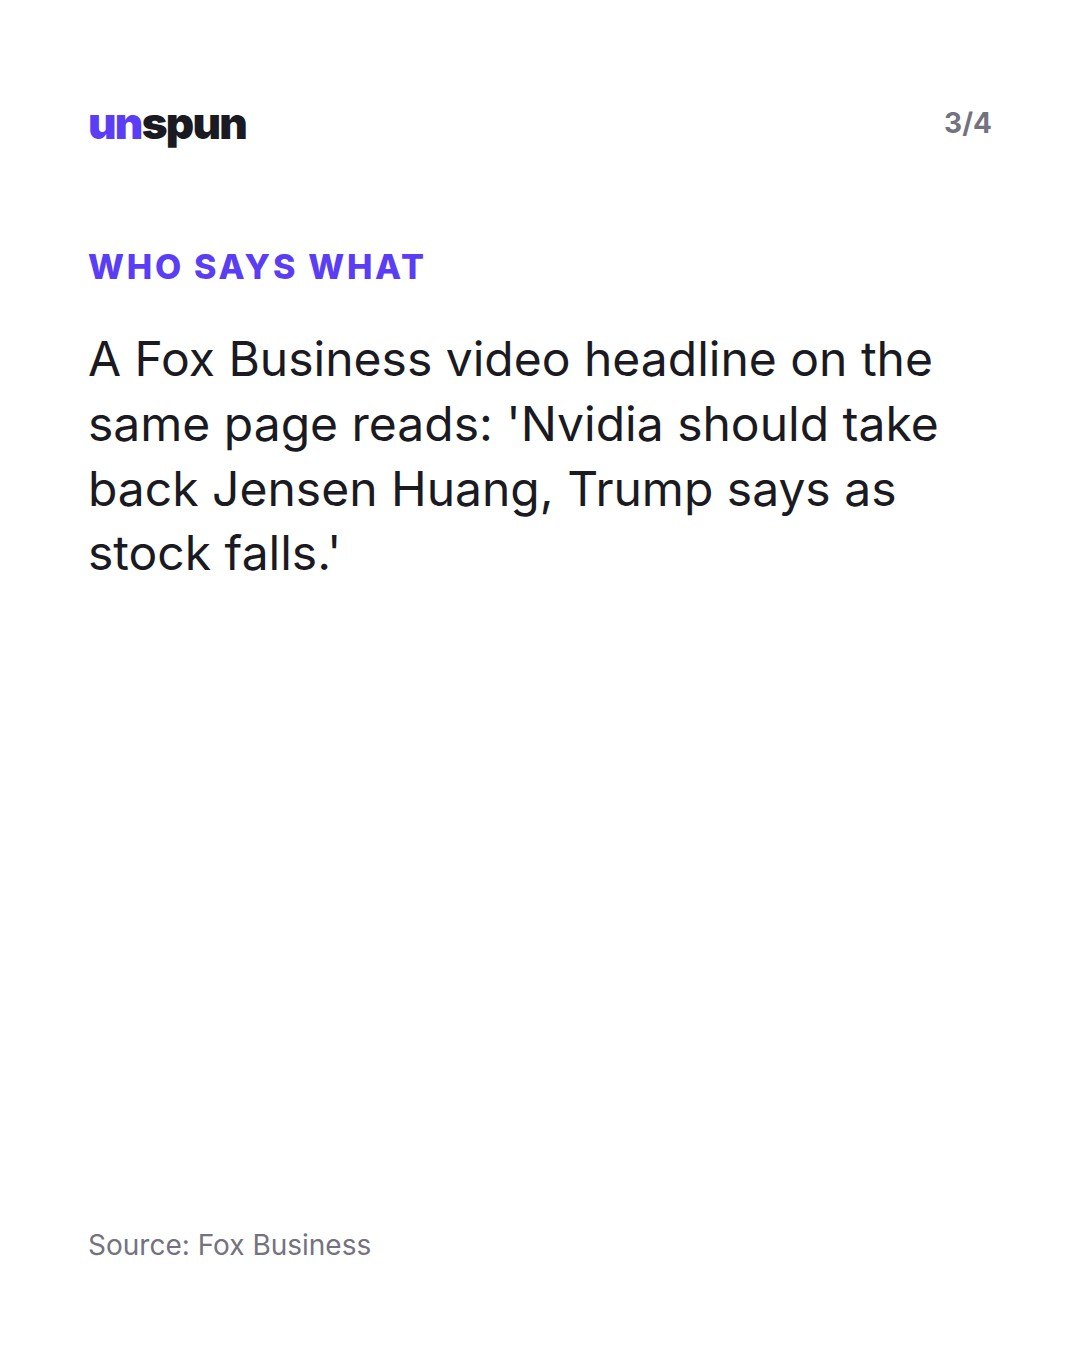 unspun
3/4
WHO SAYS WHAT
A Fox Business video headline on the
same page reads: 'Nvidia should take
back Jensen Huang, Trump says as
stock falls.'
Source: Fox Business